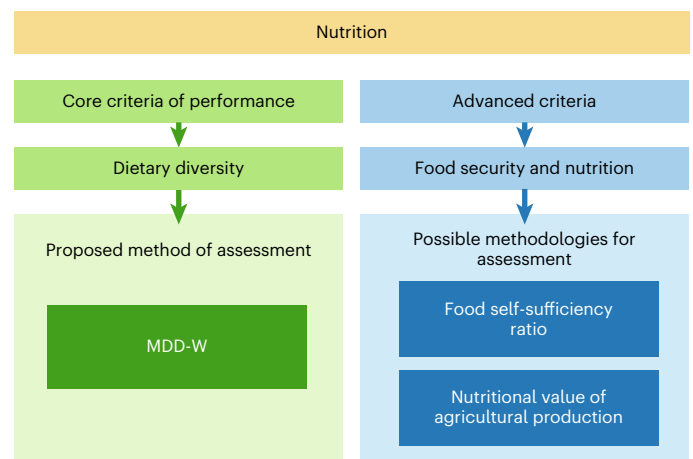 Nutrition
Core criteria of performance
Dietary diversity
Proposed method of assessment
MDD-W
Advanced criteria
Food security and nutrition
Possible methodologies for
assessment
Food self-sufficiency
ratio
Nutritional value of
agricultural production